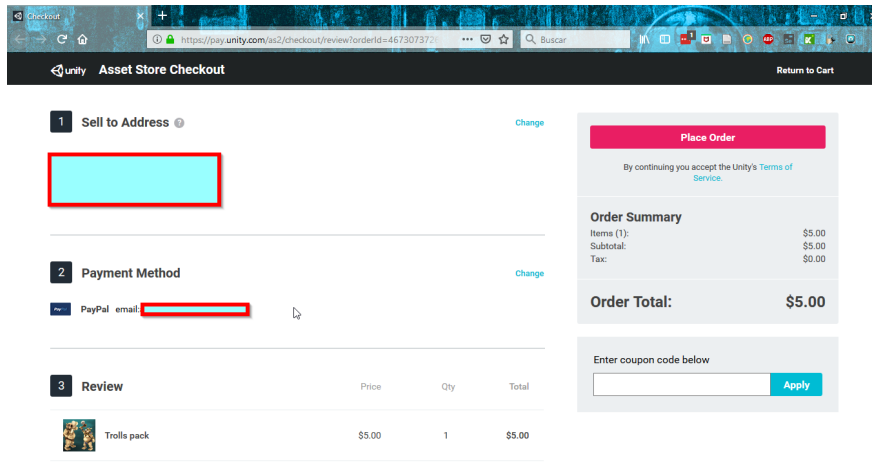 Checkout
https://pay.unity.com/as2/checkout/review?orderId=467307372
Buscar
unity Asset Store Checkout
Return to Cart
1 Sell to Address ?
Change
2 Payment Method
Change
PayPal email:
3 Review Price Qty Total
Trolls pack $5.00 1 $5.00
Place Order
By continuing you accept the Unity's Terms of
Service.
Order Summary
Items (1): $5.00
Subtotal: $5.00
Tax: $0.00
Order Total: $5.00
Enter coupon code below
Apply